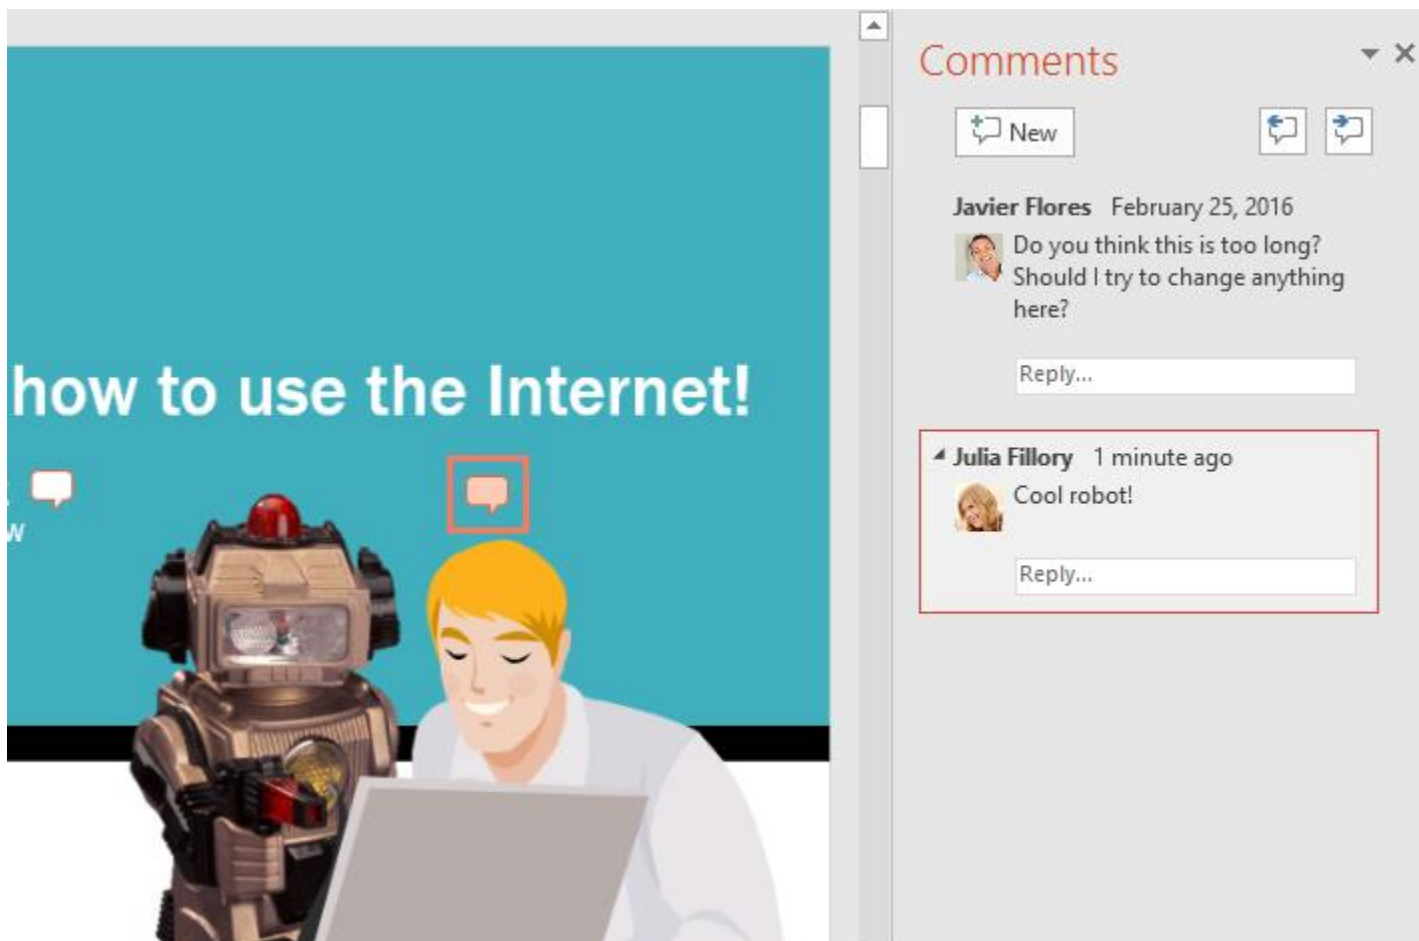 Comments
New
Javier Flores February 25, 2016
Do you think this is too long?
Should I try to change anything
here?
Reply...
how to use the Internet!
w
Julia Fillory 1 minute ago
Cool robot!
Reply...